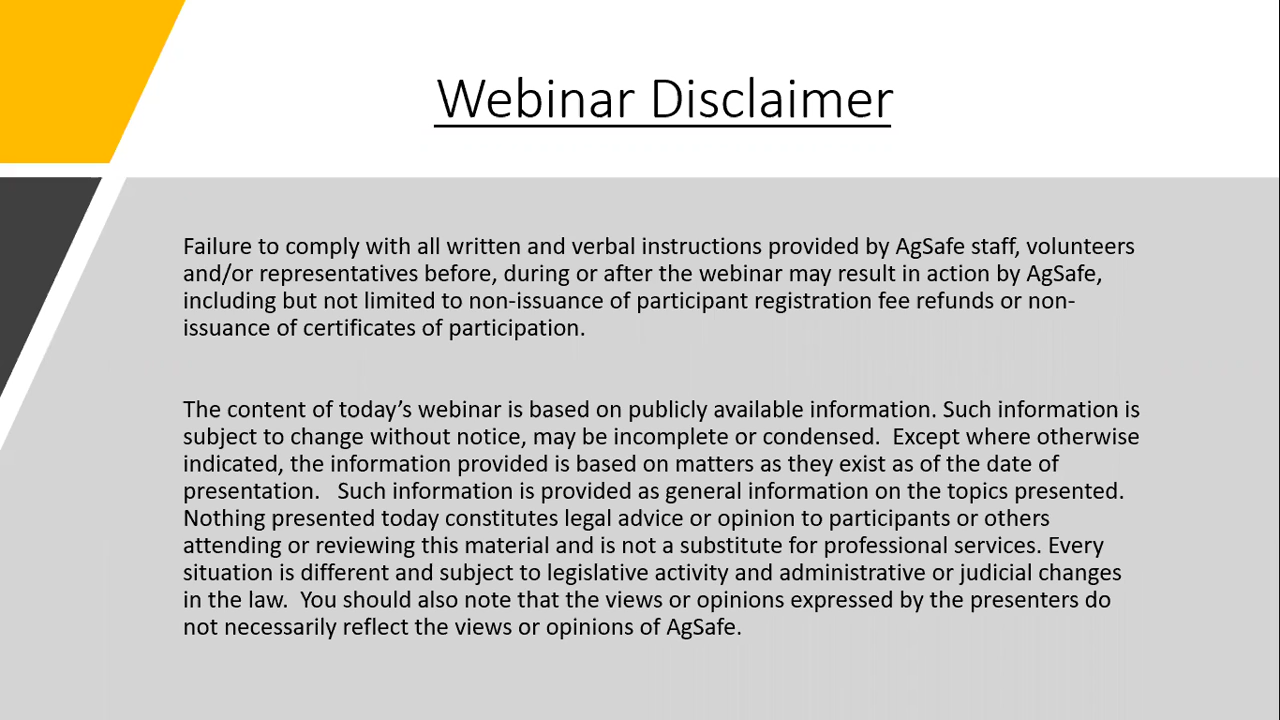 Webinar Disclaimer
Failure to comply with all written and verbal instructions provided by AgSafe staff, volunteers
and/or representatives before, during or after the webinar may result in action by AgSafe,
including but not limited to non-issuance of participant registration fee refunds or non-
issuance of certificates of participation.
The content of today’s webinar is based on publicly available information. Such information is
subject to change without notice, may be incomplete or condensed.  Except where otherwise
indicated, the information provided is based on matters as they exist as of the date of
presentation.   Such information is provided as general information on the topics presented.
Nothing presented today constitutes legal advice or opinion to participants or others
attending or reviewing this material and is not a substitute for professional services. Every
situation is different and subject to legislative activity and administrative or judicial changes
in the law.  You should also note that the views or opinions expressed by the presenters do
not necessarily reflect the views or opinions of AgSafe.